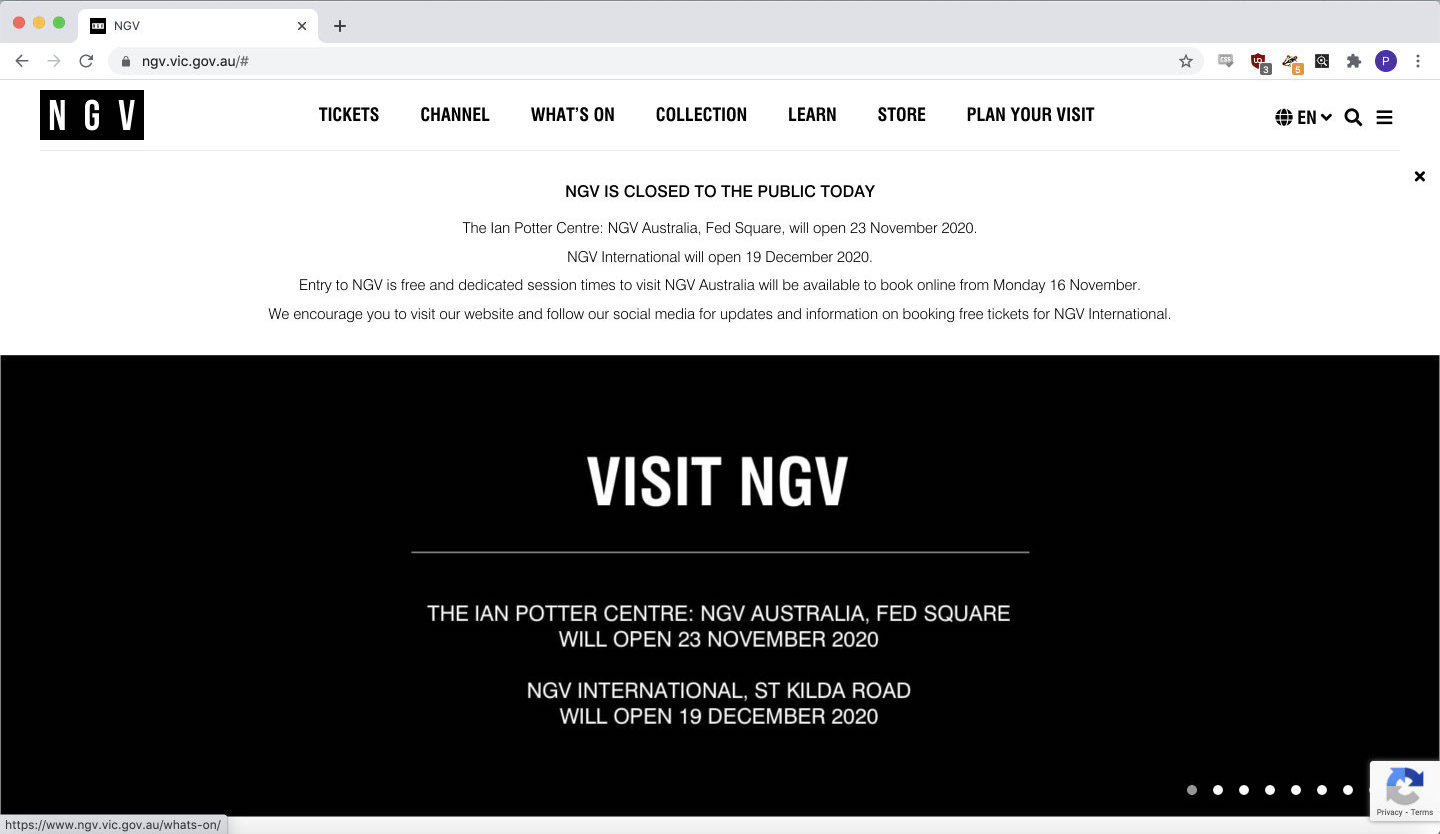 NGV
ngv.vic.gov.au/#
CSS
3
5
P
NGV
TICKETS
CHANNEL
WHAT'S ON
COLLECTION
LEARN
STORE
PLAN YOUR VISIT
EN
NGV IS CLOSED TO THE PUBLIC TODAY
The Ian Potter Centre: NGV Australia, Fed Square, will open 23 November 2020.
NGV International will open 19 December 2020.
Entry to NGV is free and dedicated session times to visit NGV Australia will be available to book online from Monday 16 November.
We encourage you to visit our website and follow our social media for updates and information on booking free tickets for NGV International.
VISIT NGV
THE IAN POTTER CENTRE: NGV AUSTRALIA, FED SQUARE
WILL OPEN 23 NOVEMBER 2020
NGV INTERNATIONAL, ST KILDA ROAD
WILL OPEN 19 DECEMBER 2020
Privacy - Terms
https://www.ngv.vic.gov.au/whats-on/